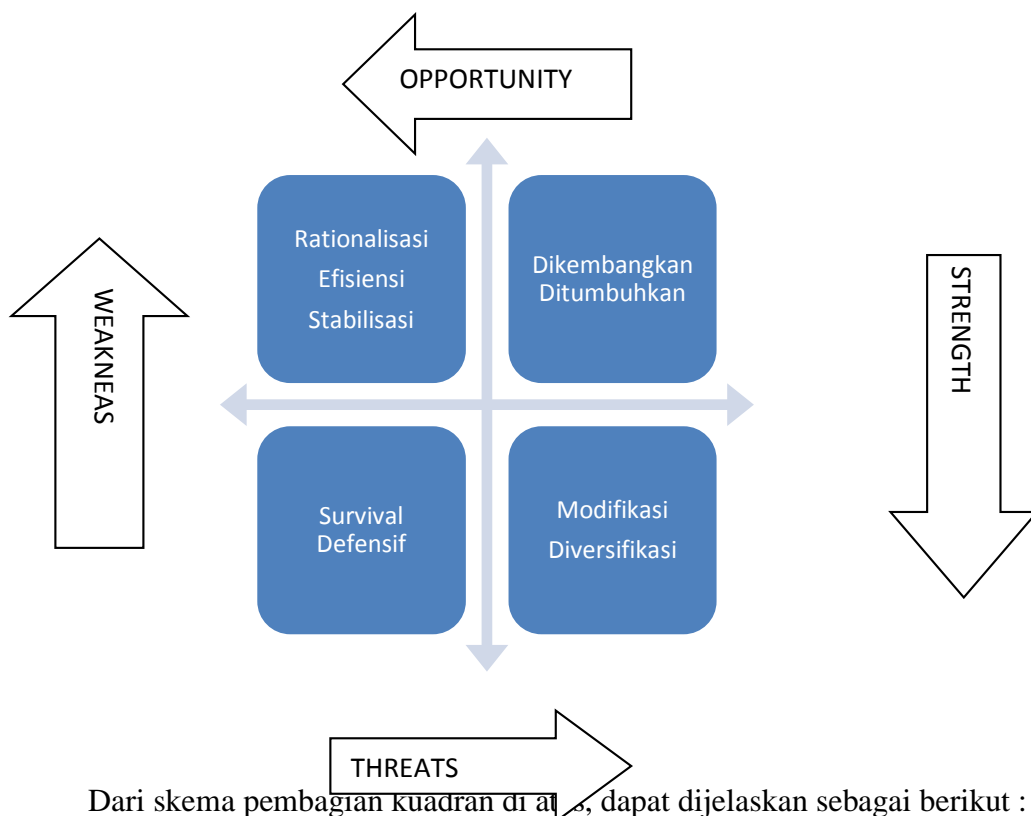 OPPORTUNITY
Rationalisasi
Efisiensi
Stabilisasi
Dikembangkan
Ditumbuhkan
WEAKNEAS
STRENGTH
Survival
Defensif
Modifikasi
Diversifikasi
THREATS
Dari skema pembagian kuadran di atas, dapat dijelaskan sebagai berikut :